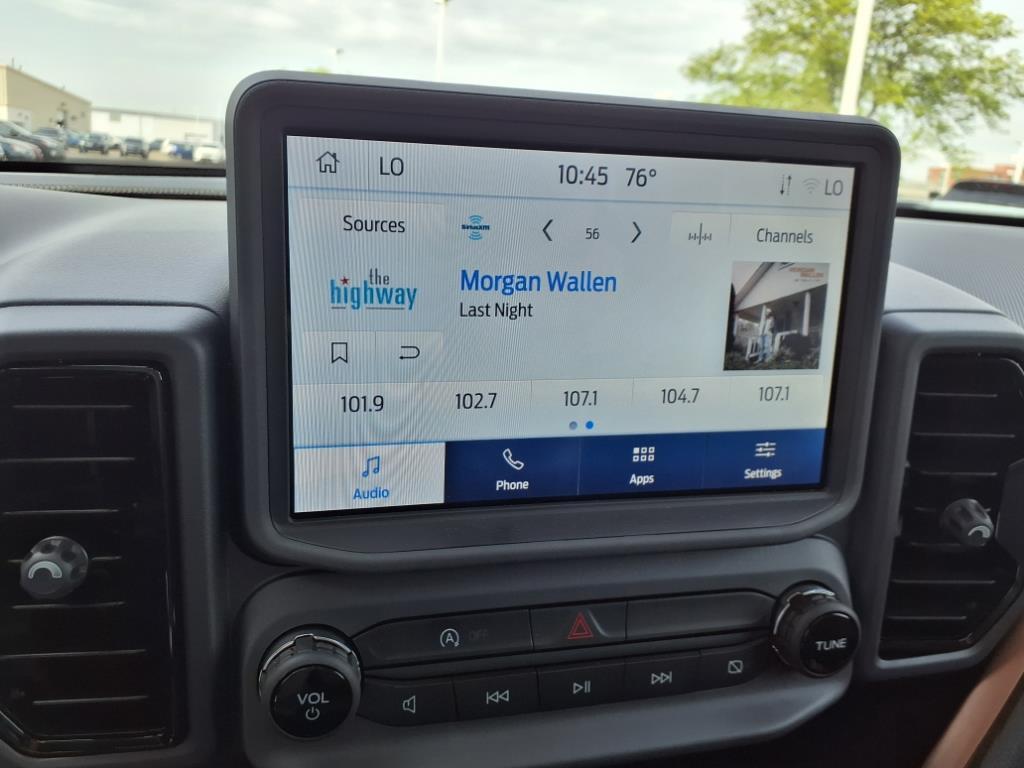 LO
10:45 76°
LO
Sources
SiriusXM
56
Channels
the
highway
Morgan Wallen
Last Night
MORGAN
WALLEN
101.9
102.7
107.1
104.7
107.1
Audio
Phone
Apps
Settings
A OFF
VOL
TUNE